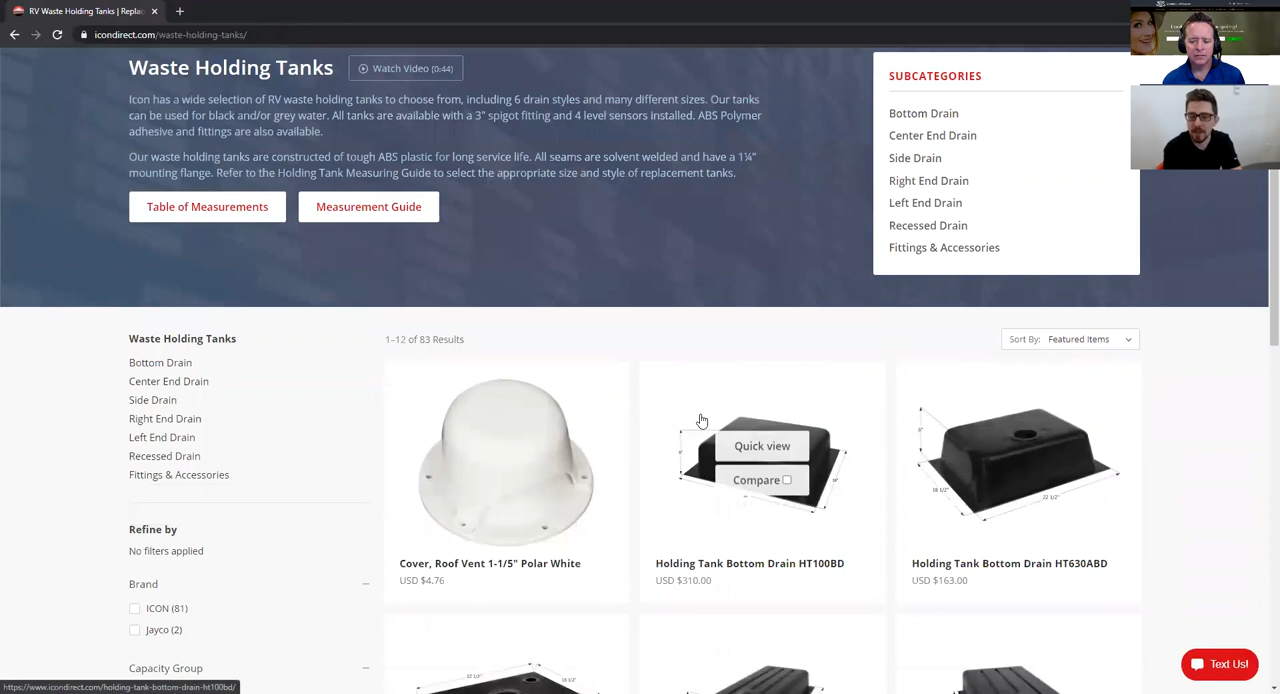 RV Waste Holding Tanks | Repla
icondirect.com/waste-holding-tanks/
Waste Holding Tanks
Watch Video (0:44)
Icon has a wide selection of RV waste holding tanks to choose from, including 6 drain styles and many different sizes. Our tanks
can be used for black and/or grey water. All tanks are available with a 3" spigot fitting and 4 level sensors installed. ABS Polymer
adhesive and fittings are also available.
Our waste holding tanks are constructed of tough ABS plastic for long service life. All seams are solvent welded and have a 1¼"
mounting flange. Refer to the Holding Tank Measuring Guide to select the appropriate size and style of replacement tanks.
Table of Measurements
Measurement Guide
SUBCATEGORIES
Bottom Drain
Center End Drain
Side Drain
Right End Drain
Left End Drain
Recessed Drain
Fittings & Accessories
Waste Holding Tanks
Bottom Drain
Center End Drain
Side Drain
Right End Drain
Left End Drain
Recessed Drain
Fittings & Accessories
Refine by
No filters applied
Brand
ICON (81)
Jayco (2)
Capacity Group
1–12 of 83 Results
Sort By: Featured Items
Quick view
Compare
22 1/2"
Cover, Roof Vent 1-1/5" Polar White
USD $4.76
Holding Tank Bottom Drain HT100BD
USD $310.00
Holding Tank Bottom Drain HT630ABD
USD $163.00
Text Us!
https://www.icondirect.com/holding-tank-bottom-drain-ht100bd/